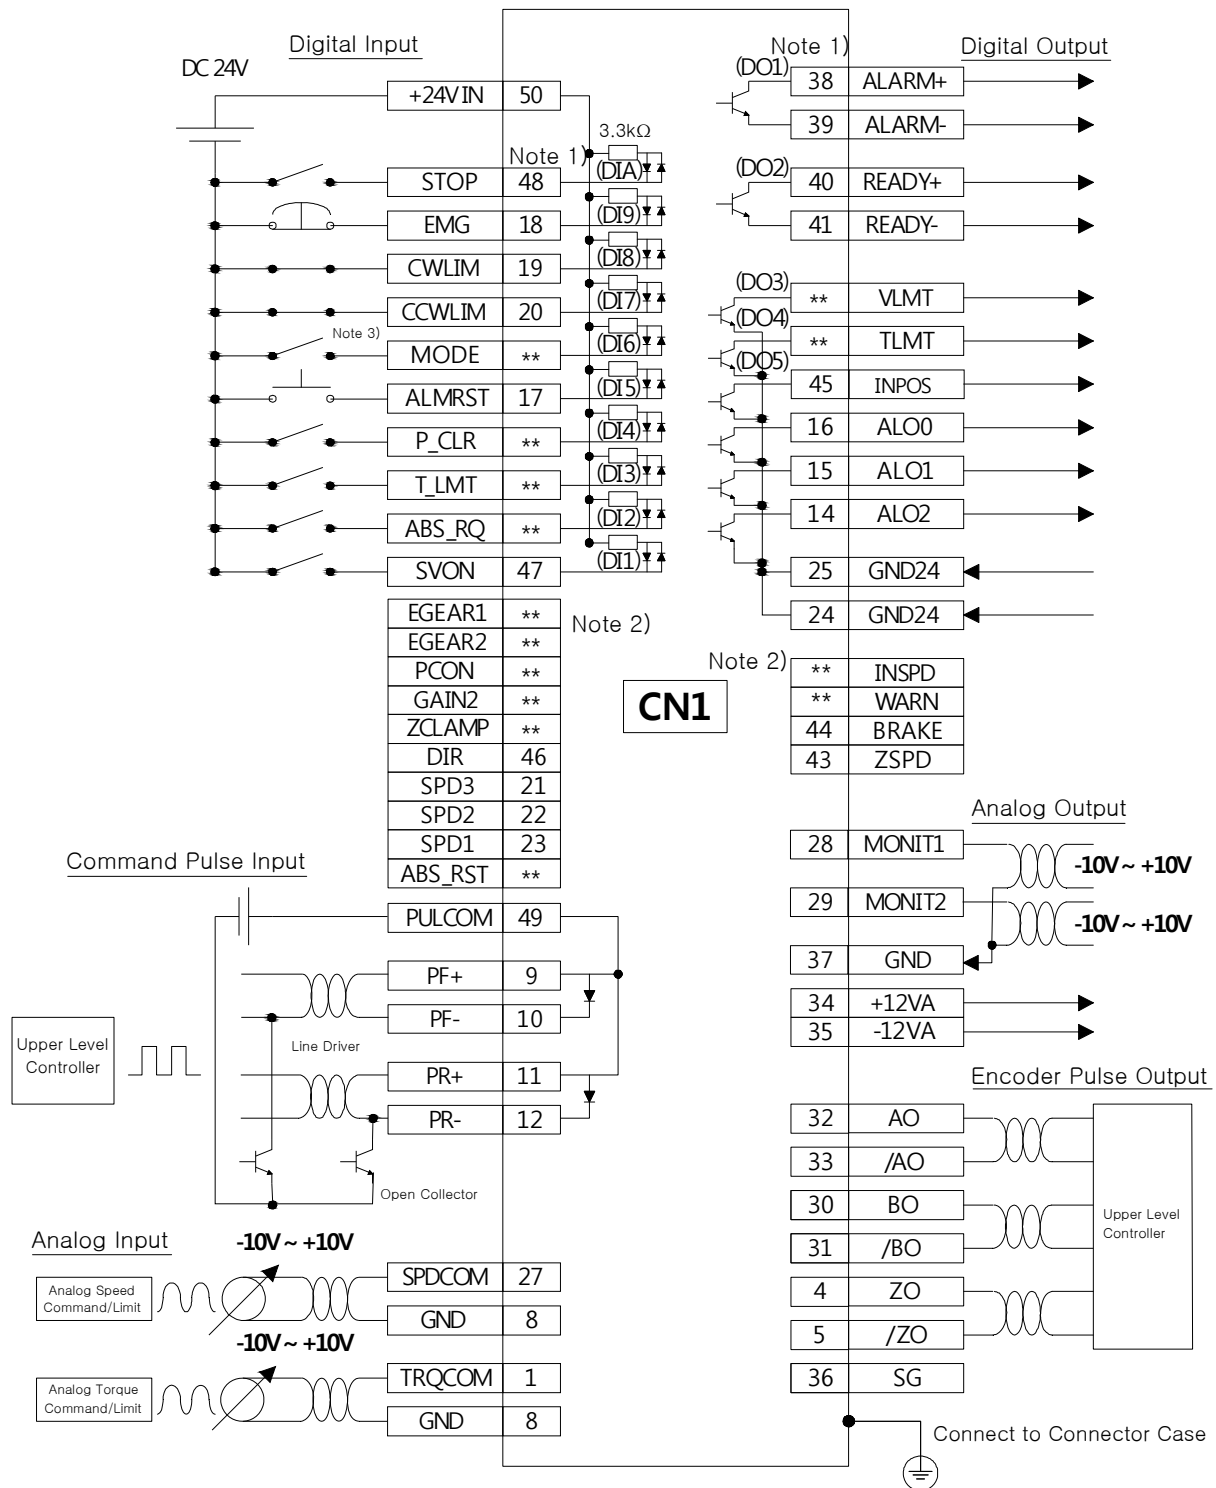 Digital Input
DC 24V
+24VIN 50
3.3kΩ
Note 1)
STOP 48 (DIA)
EMG 18 (DI9)
CWLIM 19 (DI8)
CCWLIM 20 (DI7)
Note 3)
MODE ** (DI6)
ALMRST 17 (DI5)
P_CLR ** (DI4)
T_LMT ** (DI3)
ABS_RQ ** (DI2)
SVON 47 (DI1)
EGEAR1 **
Note 2)
EGEAR2 **
PCON **
GAIN2 **
ZCLAMP **
DIR 46
SPD3 21
SPD2 22
SPD1 23
ABS_RST **
Command Pulse Input
PULCOM 49
PF+ 9
PF- 10
Line Driver
Upper Level
Controller
PR+ 11
PR- 12
Open Collector
Analog Input
-10V ~ +10V
Analog Speed
Command/Limit
SPDCOM 27
GND 8
-10V ~ +10V
Analog Torque
Command/Limit
TRQCOM 1
GND 8
CN1
Note 1)
Digital Output
(DO1)
38 ALARM+
39 ALARM-
(DO2)
40 READY+
41 READY-
(DO3)
** VLMT
(DO4)
** TLMT
(DO5)
45 INPOS
16 ALO0
15 ALO1
14 ALO2
25 GND24
24 GND24
Note 2)
** INSPD
** WARN
44 BRAKE
43 ZSPD
Analog Output
28 MONIT1
-10V ~ +10V
29 MONIT2
-10V ~ +10V
37 GND
34 +12VA
35 -12VA
Encoder Pulse Output
32 AO
33 /AO
30 BO
31 /BO
4 ZO
5 /ZO
36 SG
Upper Level
Controller
Connect to Connector Case